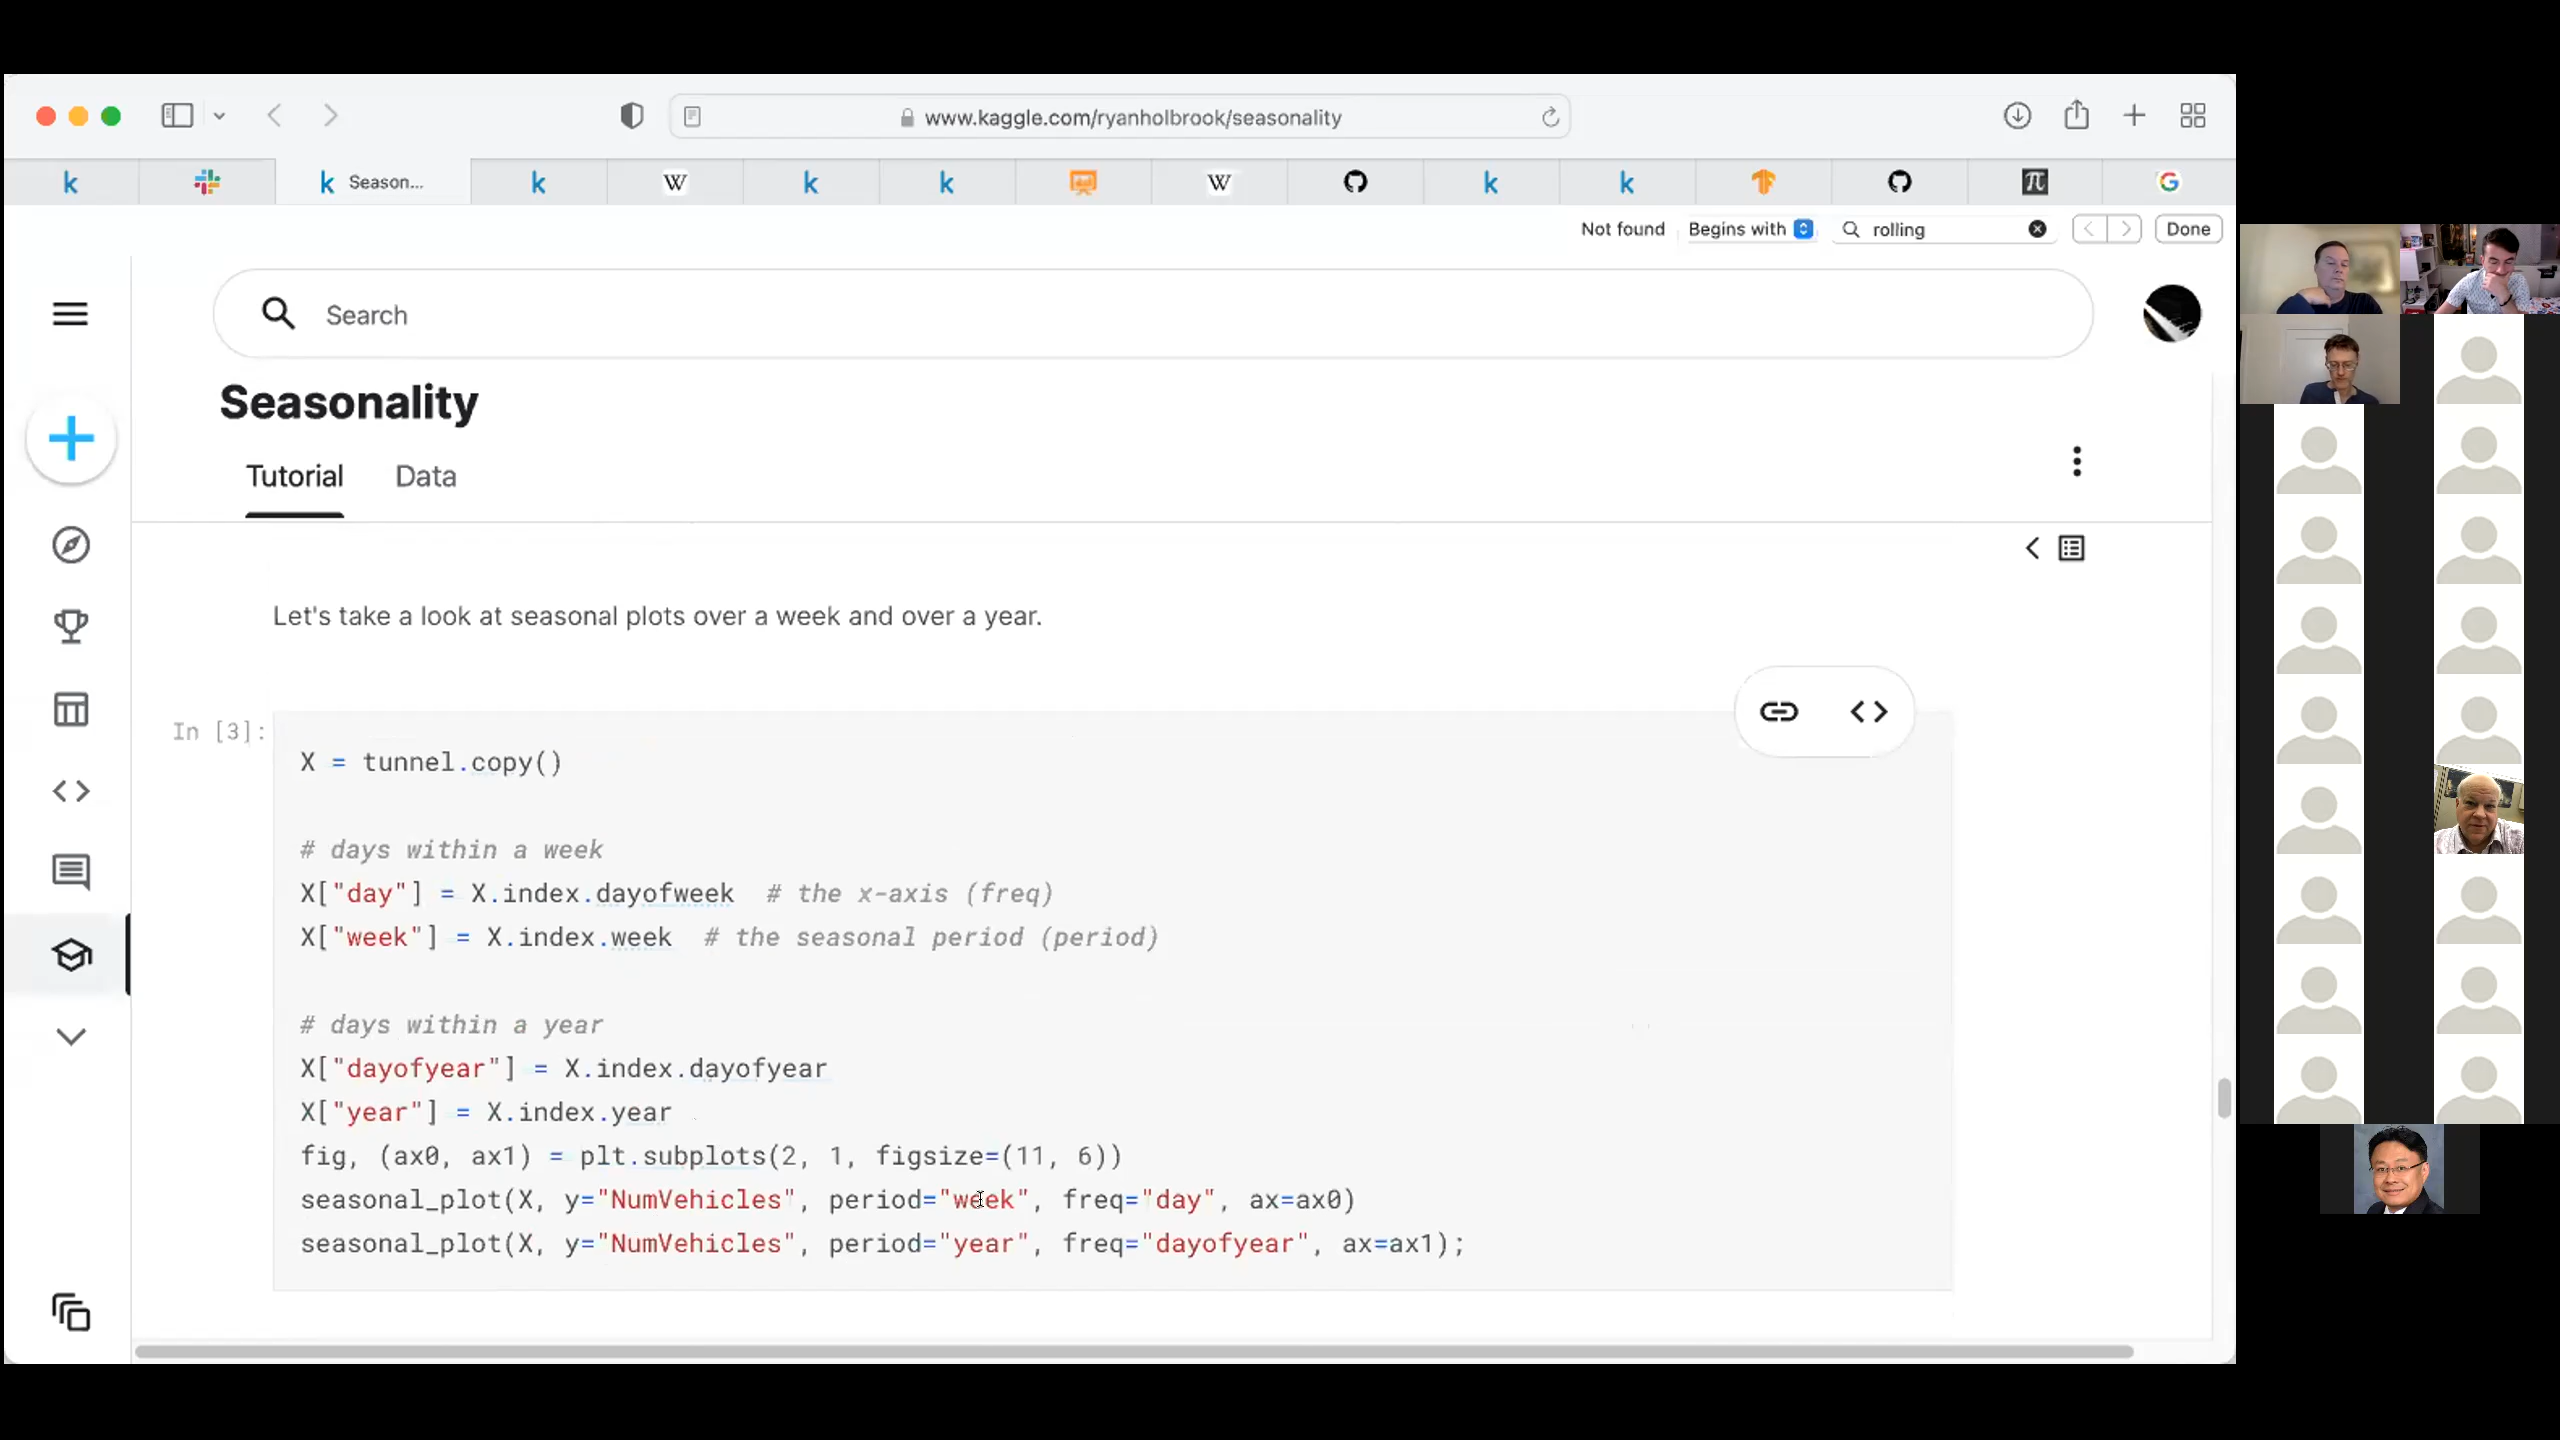 www.kaggle.com/ryanholbrook/seasonality
k
k Season...
k
W
k
k
W
k
k
π
G
Not found Begins with rolling Done
Search
Seasonality
Tutorial Data
Let's take a look at seasonal plots over a week and over a year.
In [3]:
X = tunnel.copy()
# days within a week
X["day"] = X.index.dayofweek  # the x-axis (freq)
X["week"] = X.index.week  # the seasonal period (period)
# days within a year
X["dayofyear"] = X.index.dayofyear
X["year"] = X.index.year
fig, (ax0, ax1) = plt.subplots(2, 1, figsize=(11, 6))
seasonal_plot(X, y="NumVehicles", period="week", freq="day", ax=ax0)
seasonal_plot(X, y="NumVehicles", period="year", freq="dayofyear", ax=ax1);